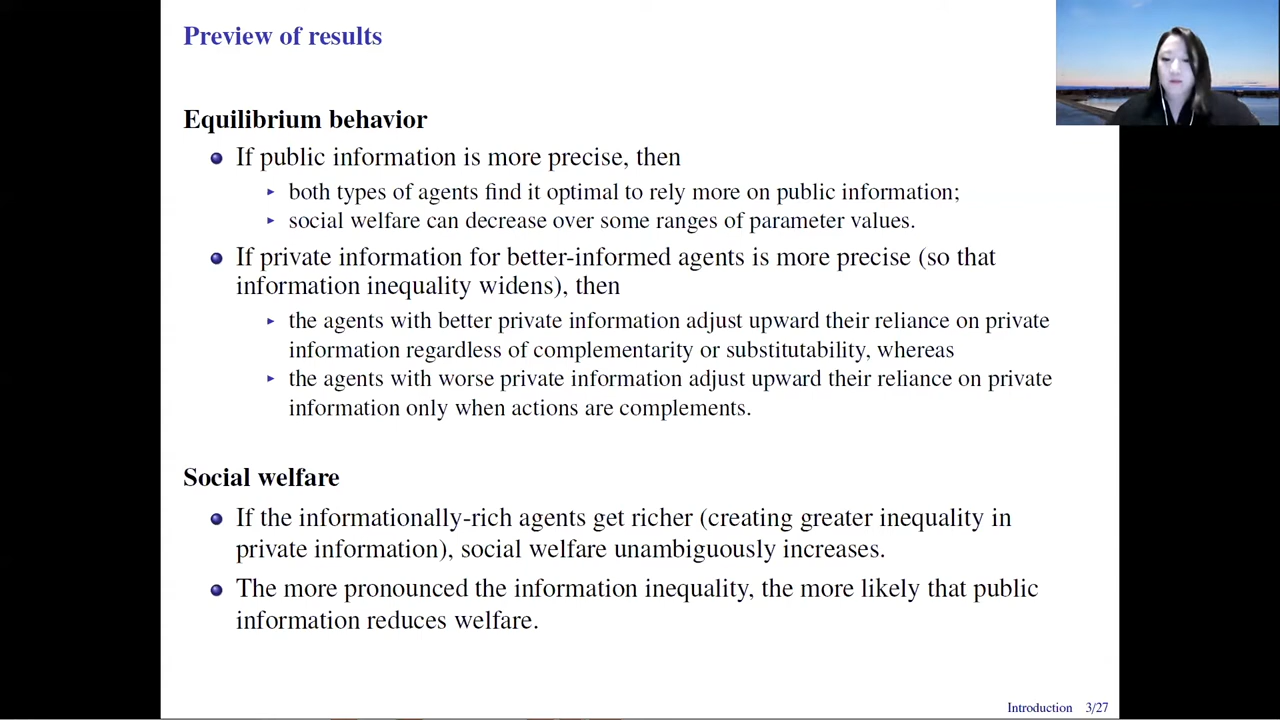 Preview of results
Equilibrium behavior
If public information is more precise, then
both types of agents find it optimal to rely more on public information;
social welfare can decrease over some ranges of parameter values.
If private information for better-informed agents is more precise (so that
information inequality widens), then
the agents with better private information adjust upward their reliance on private
information regardless of complementarity or substitutability, whereas
the agents with worse private information adjust upward their reliance on private
information only when actions are complements.
Social welfare
If the informationally-rich agents get richer (creating greater inequality in
private information), social welfare unambiguously increases.
The more pronounced the information inequality, the more likely that public
information reduces welfare.
Introduction 3/27